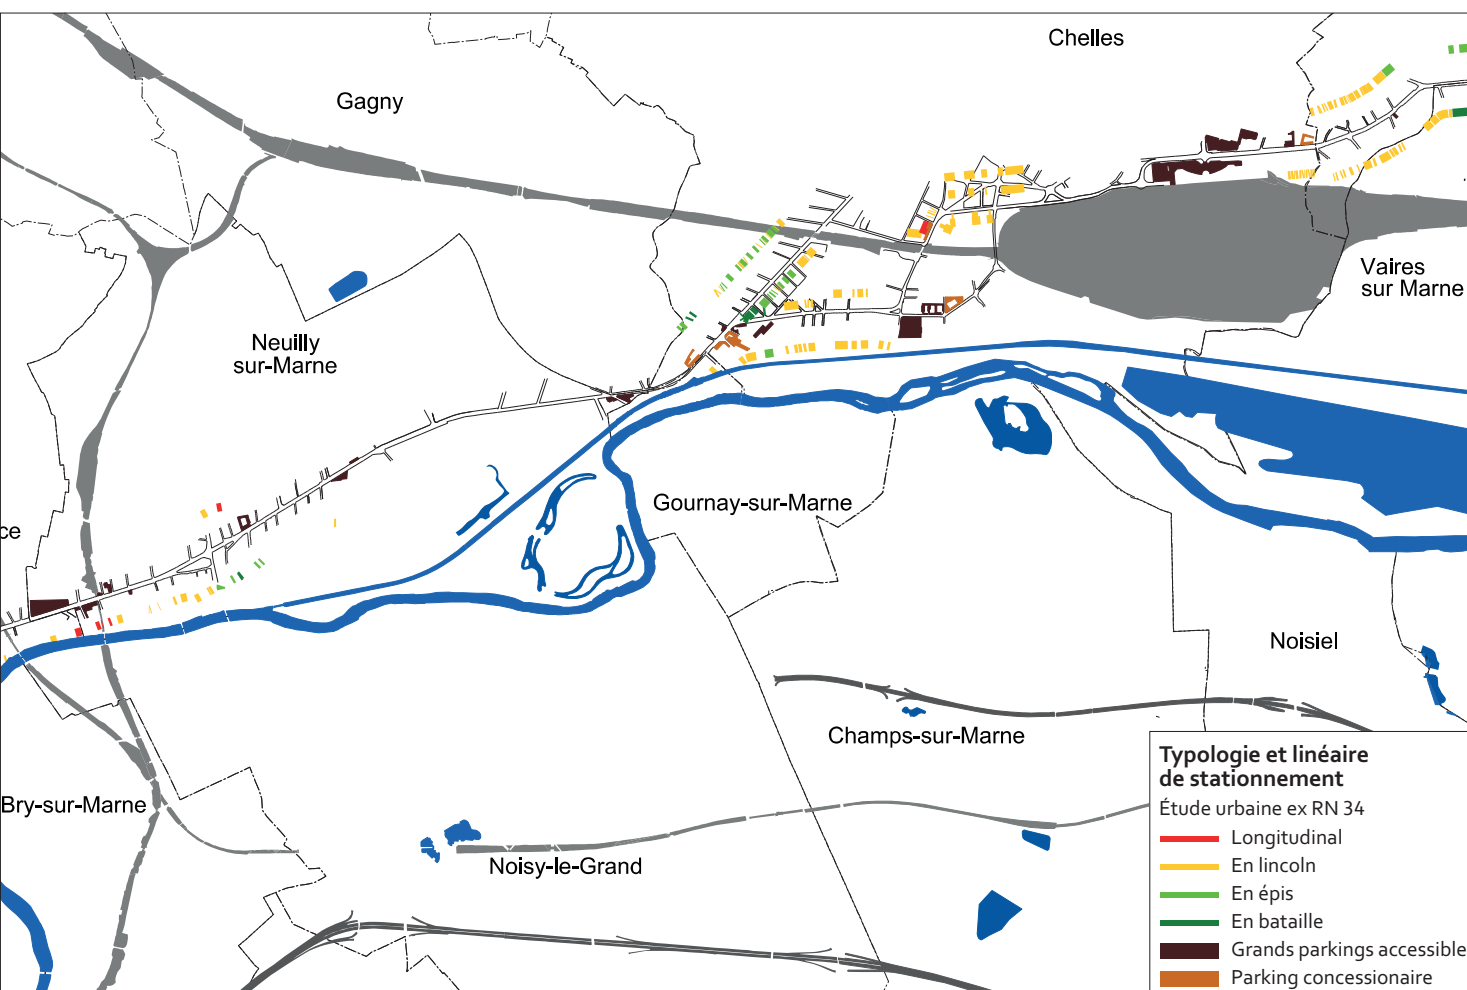 Chelles
Gagny
Vaires
sur Marne
Neuilly
sur-Marne
Gournay-sur-Marne
ce
Noisiel
Champs-sur-Marne
Bry-sur-Marne
Noisy-le-Grand
Typologie et linéaire
de stationnement
Étude urbaine ex RN 34
Longitudinal
En lincoln
En épis
En bataille
Grands parkings accessible
Parking concessionaire